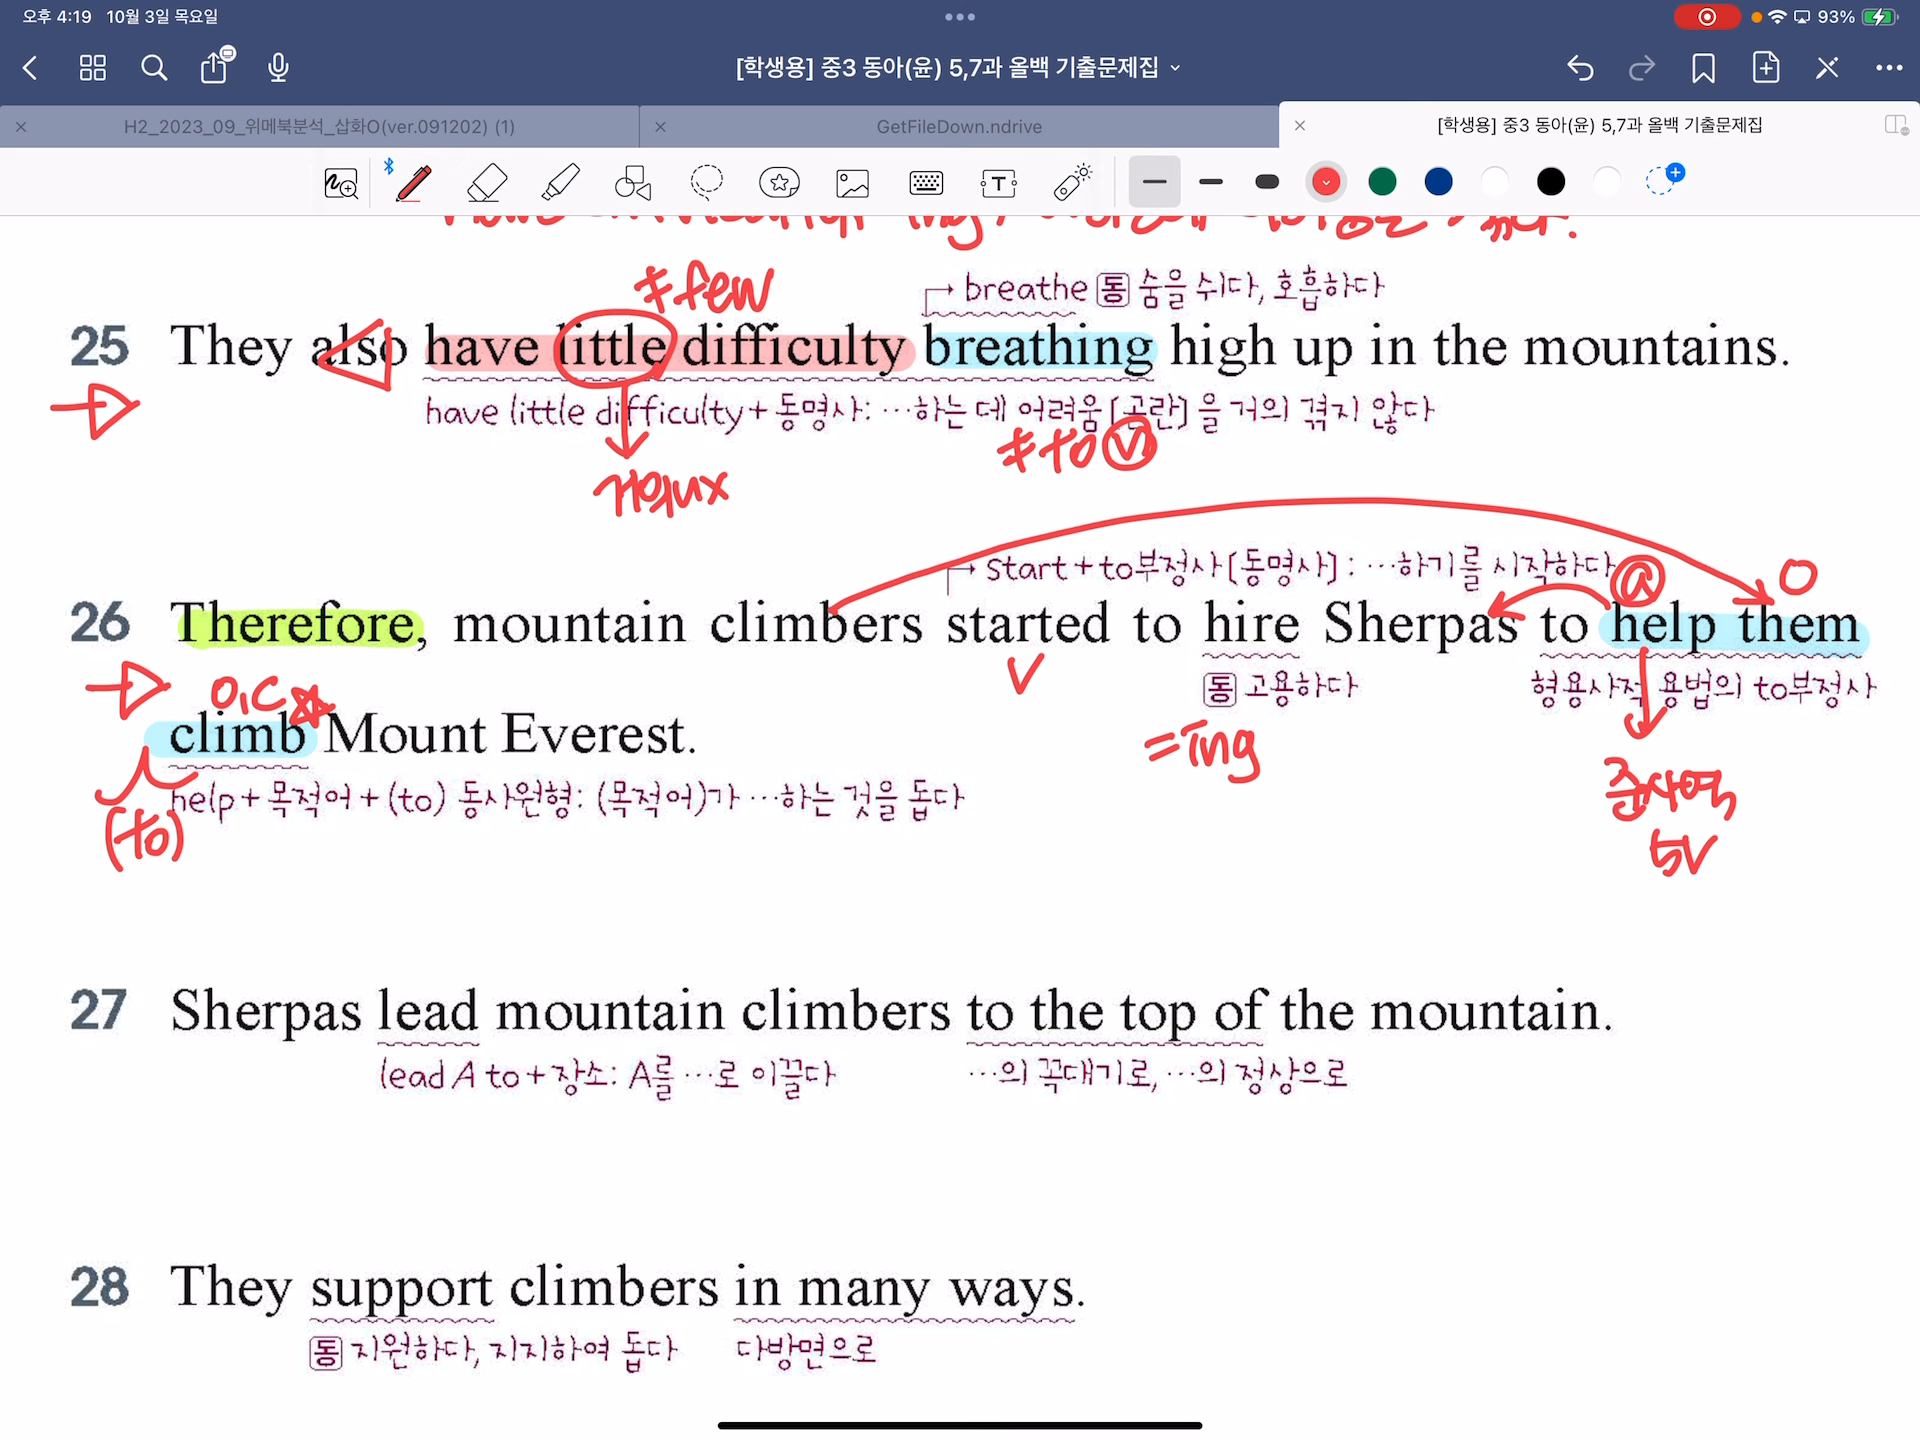 오후 4:19 10월 3일 목요일
93%
[학생용] 중3 동아(윤) 5,7과 올백 기출문제집
H2_2023_09_위메북분석_삽화O(ver.091202) (1)
GetFileDown.ndrive
[학생용] 중3 동아(윤) 5,7과 올백 기출문제집
≠few
breathe 동 숨을 쉬다, 호흡하다
25 They also have little difficulty breathing high up in the mountains.
have little difficulty + 동명사: …하는 데 어려움[곤란]을 거의 겪지 않다
≠to ⓥ
거의 x
start + to부정사[동명사]: …하기를 시작하다
ⓐ
O
26 Therefore, mountain climbers started to hire Sherpas to help them
V
동 고용하다
형용사적 용법의 to부정사
O.C
climb Mount Everest.
=ing
help + 목적어 + (to) 동사원형: (목적어)가 …하는 것을 돕다
(to)
준사역
5V
27 Sherpas lead mountain climbers to the top of the mountain.
lead A to + 장소: A를 …로 이끌다
…의 꼭대기로, …의 정상으로
28 They support climbers in many ways.
동 지원하다, 지지하여 돕다
다방면으로